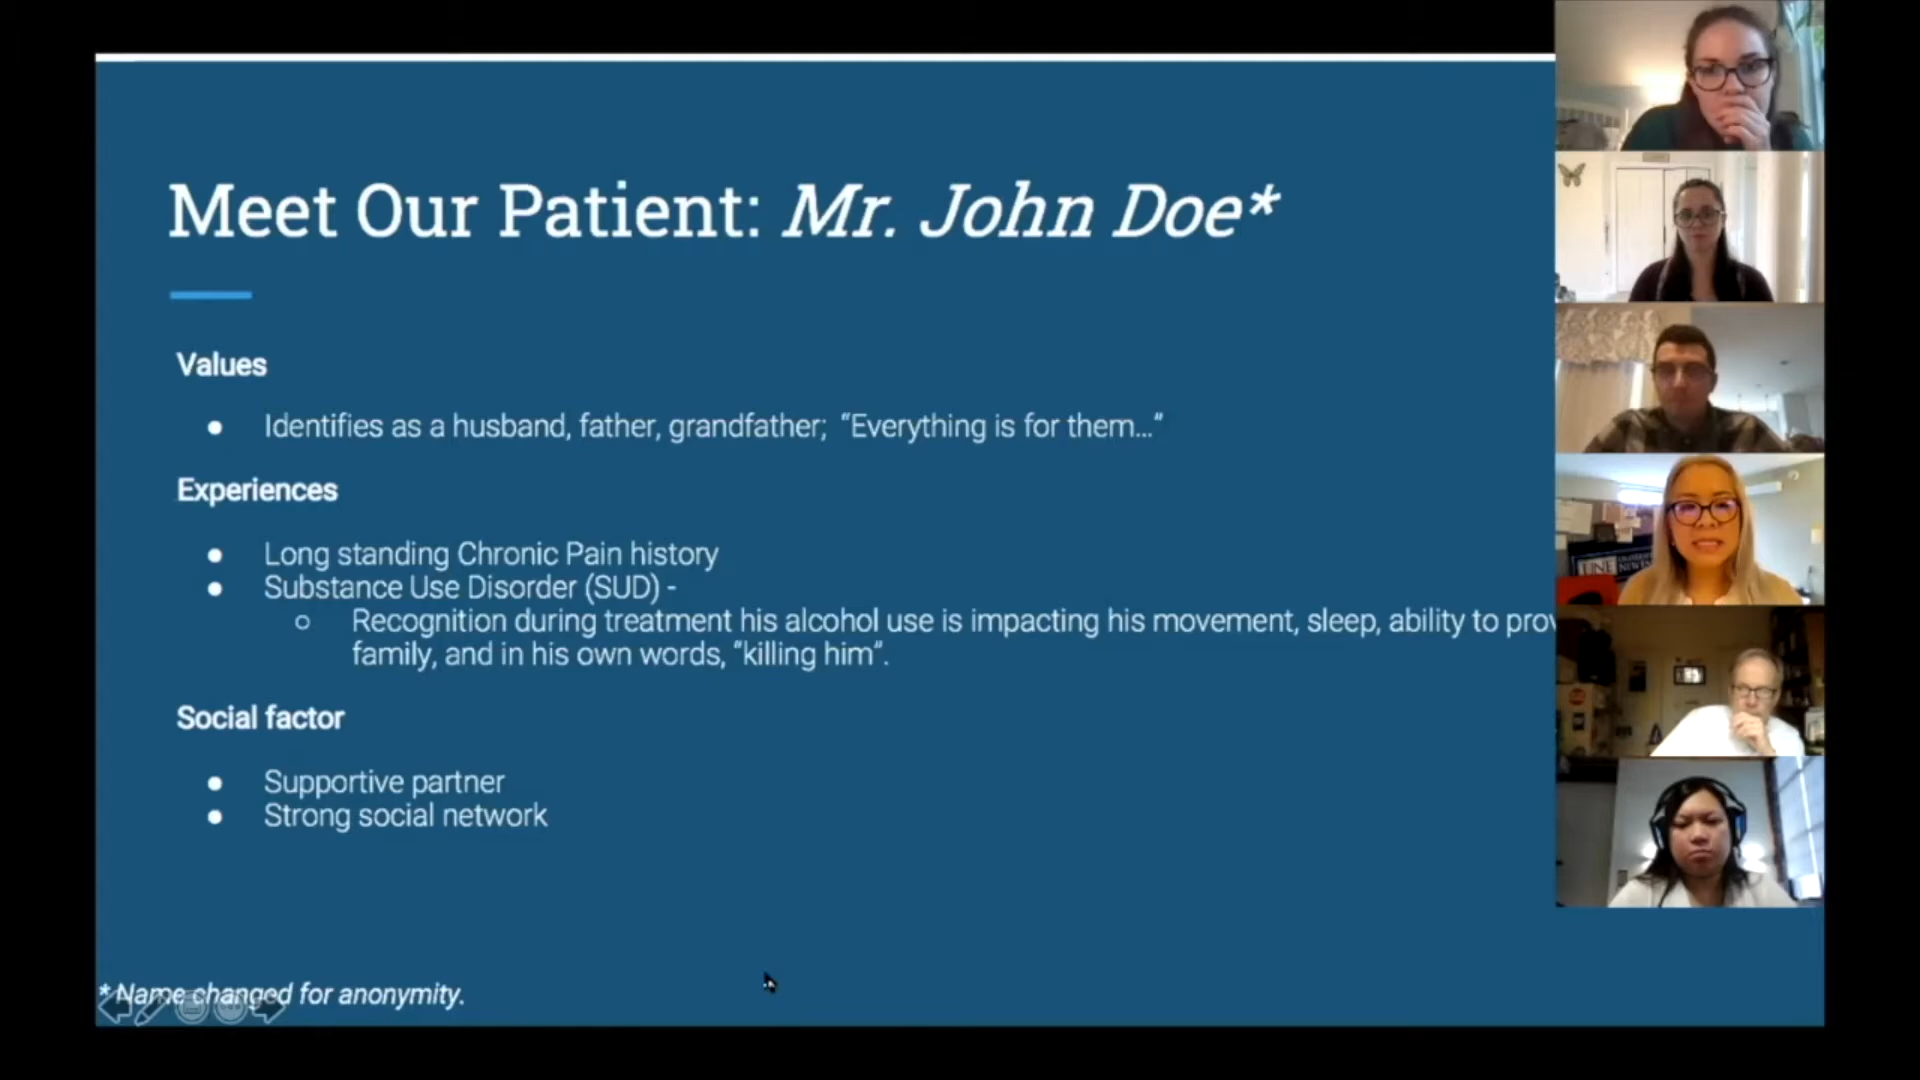 Meet Our Patient: Mr. John Doe*
Values
● Identifies as a husband, father, grandfather; “Everything is for them...”
Experiences
● Long standing Chronic Pain history
● Substance Use Disorder (SUD) -
○ Recognition during treatment his alcohol use is impacting his movement, sleep, ability to
family, and in his own words, “killing him”.
Social factor
● Supportive partner
● Strong social network
* Name changed for anonymity.
UNE